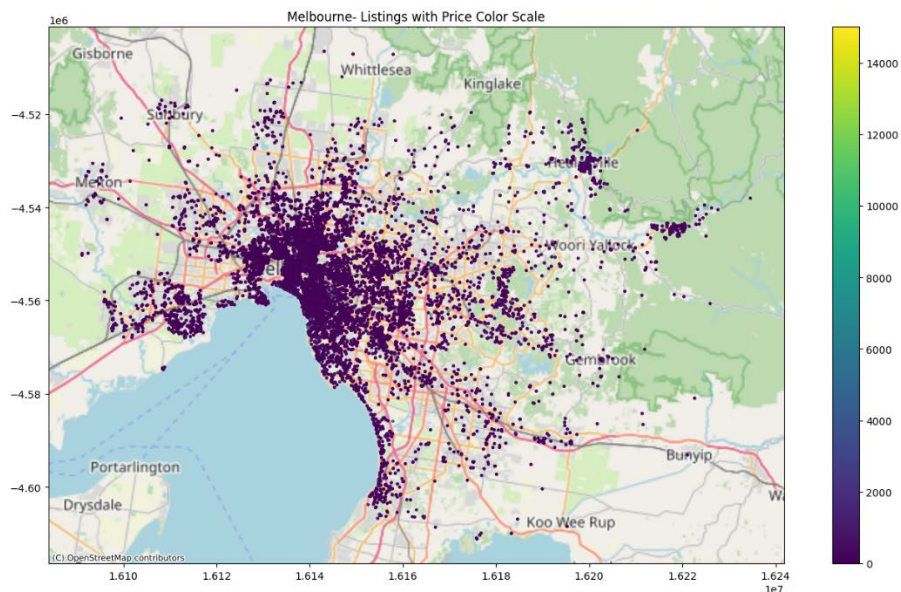 Melbourne- Listings with Price Color Scale
1e6
Gisborne
Whittlesea
Kinglake
Sunbury
Melton
Woori Yallock
Gembrook
Bunyip
Portarlington
Drysdale
Koo Wee Rup
(C) OpenStreetMap contributors
−4.52
−4.54
−4.56
−4.58
−4.60
1.610
1.612
1.614
1.616
1.618
1.620
1.622
1.624
1e7
14000
12000
10000
8000
6000
4000
2000
0